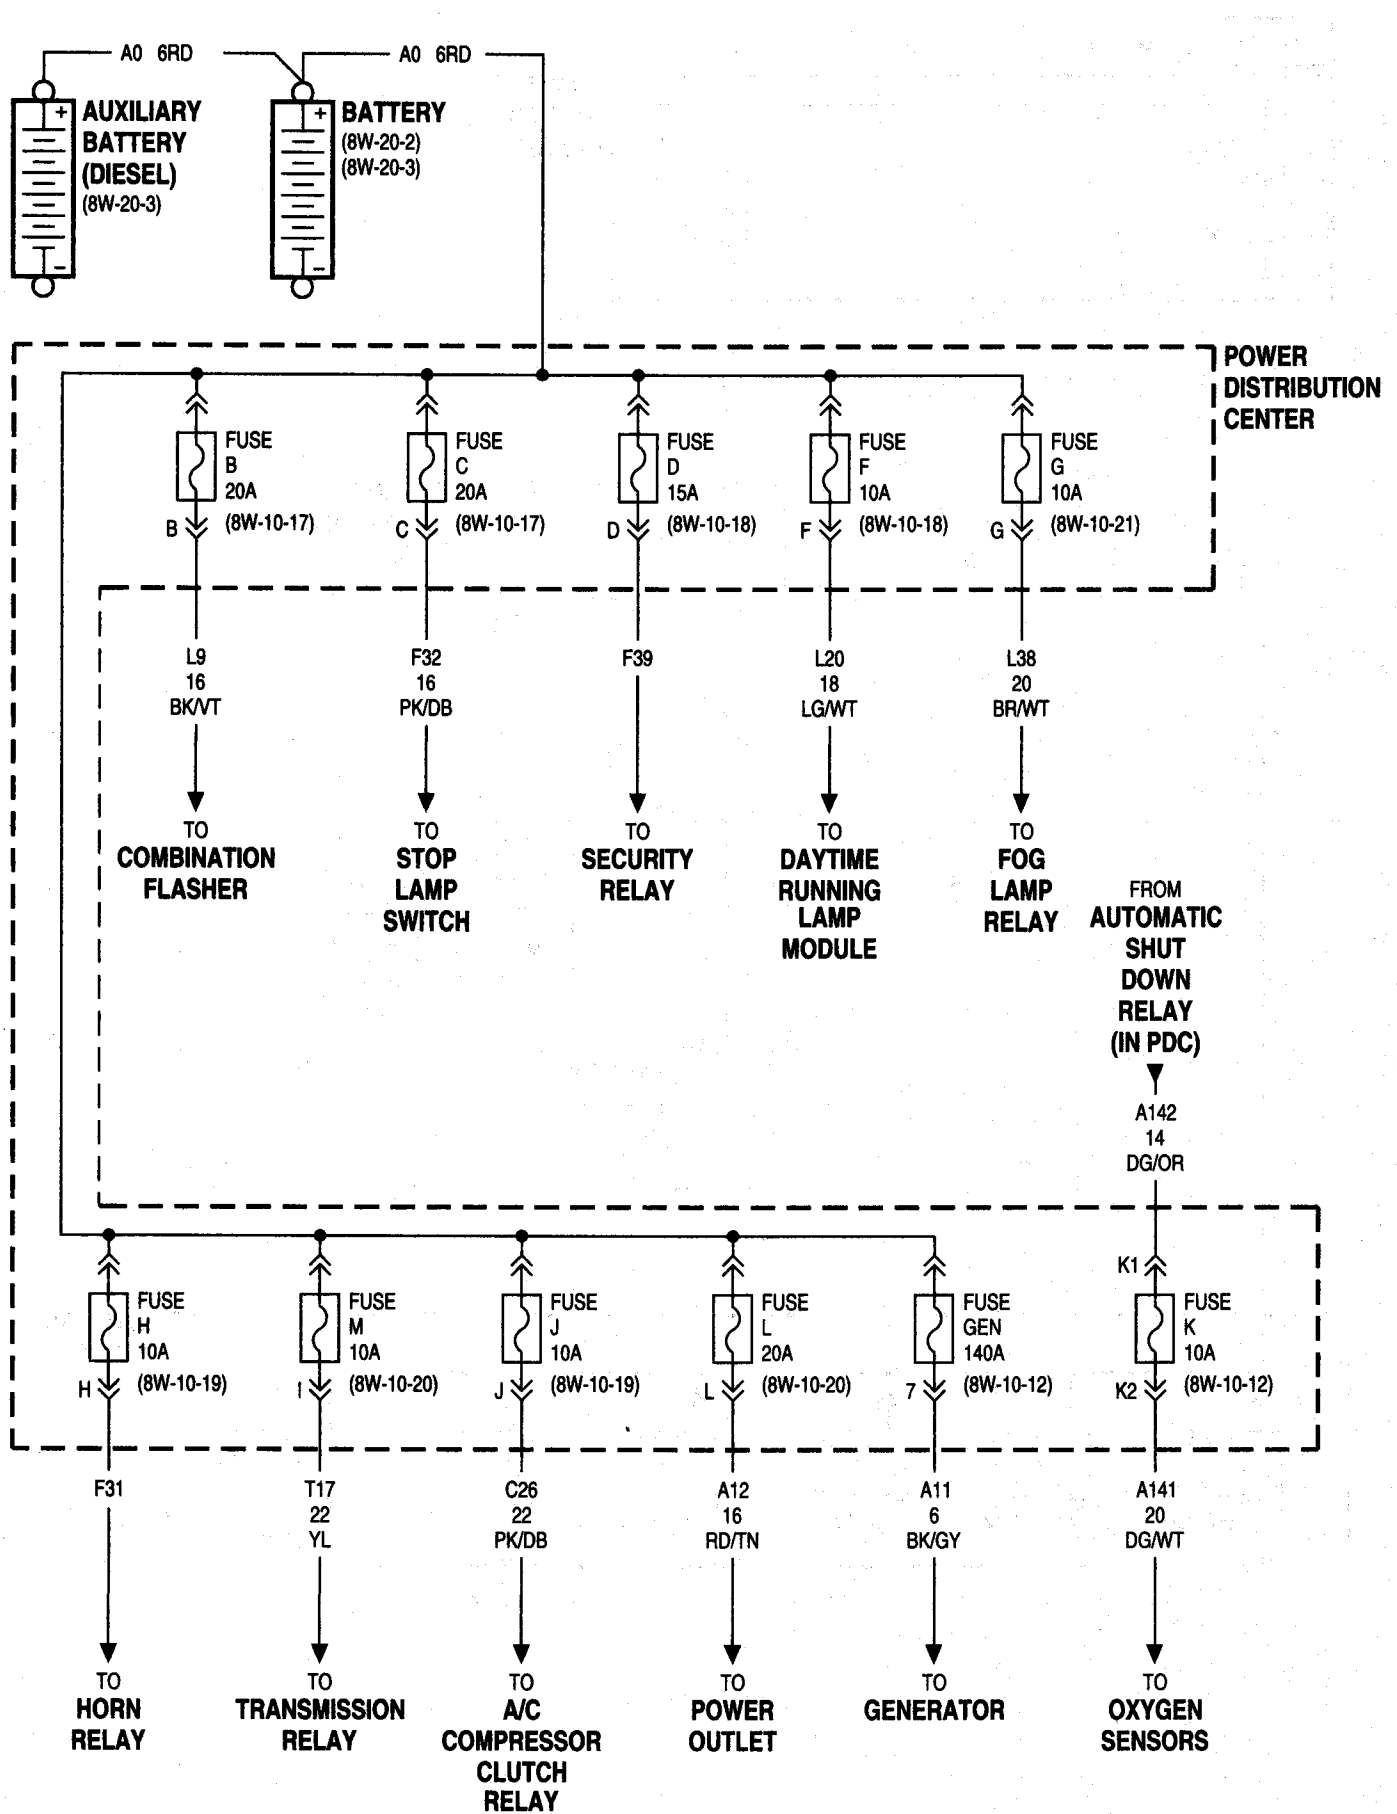 A0 6RD
A0 6RD
+
AUXILIARY
BATTERY
(DIESEL)
(8W-20-3)
-
+
BATTERY
(8W-20-2)
(8W-20-3)
-
POWER
DISTRIBUTION
CENTER
FUSE
B
20A
(8W-10-17)
B
FUSE
C
20A
(8W-10-17)
C
FUSE
D
15A
(8W-10-18)
D
FUSE
F
10A
(8W-10-18)
F
FUSE
G
10A
(8W-10-21)
G
L9
16
BK/VT
TO
COMBINATION
FLASHER
F32
16
PK/DB
TO
STOP
LAMP
SWITCH
F39
TO
SECURITY
RELAY
L20
18
LG/WT
TO
DAYTIME
RUNNING
LAMP
MODULE
L38
20
BR/WT
TO
FOG
LAMP
RELAY
FROM
AUTOMATIC
SHUT
DOWN
RELAY
(IN PDC)
A142
14
DG/OR
FUSE
H
10A
(8W-10-19)
H
FUSE
M
10A
(8W-10-20)
I
FUSE
J
10A
(8W-10-19)
J
FUSE
L
20A
(8W-10-20)
L
FUSE
GEN
140A
(8W-10-12)
7
K1
FUSE
K
10A
(8W-10-12)
K2
F31
TO
HORN
RELAY
T17
22
YL
TO
TRANSMISSION
RELAY
C26
22
PK/DB
TO
A/C
COMPRESSOR
CLUTCH
RELAY
A12
16
RD/TN
TO
POWER
OUTLET
A11
6
BK/GY
TO
GENERATOR
A141
20
DG/WT
TO
OXYGEN
SENSORS